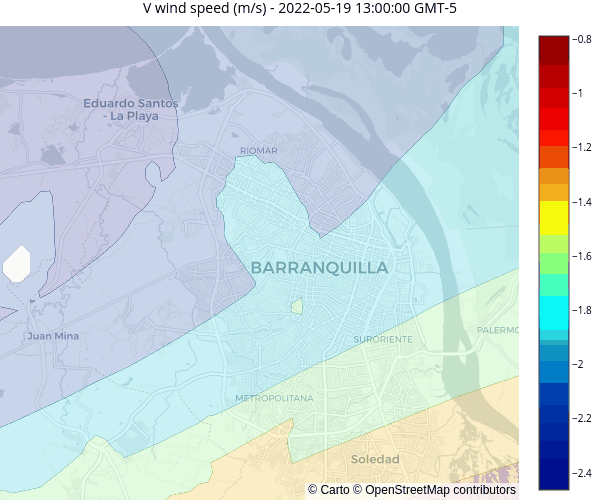 V wind speed (m/s) - 2022-05-19 13:00:00 GMT-5
−0.8
Eduardo Santos
- La Playa
−1
RIOMAR
−1.2
−1.4
−1.6
BARRANQUILLA
−1.8
Juan Mina
SURORIENTE
PALERMO
−2
METROPOLITANA
−2.2
Soledad
−2.4
© Carto © OpenStreetMap contributors